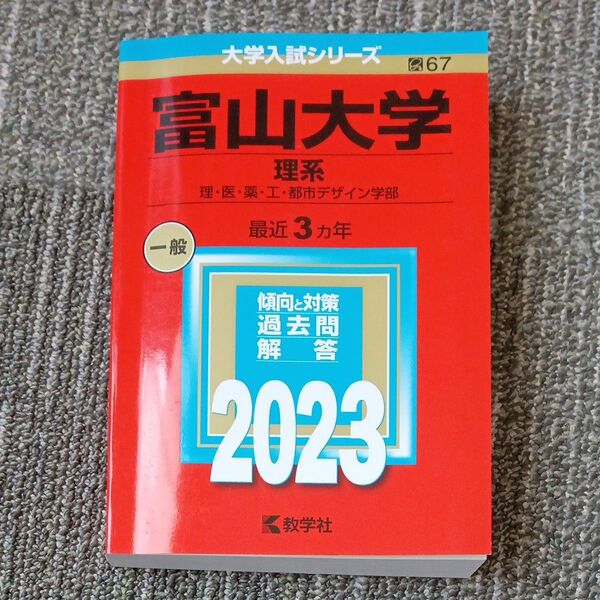 大学入試シリーズ
67
富山大学
理系
理・医・薬・工・都市デザイン学部
最近3カ年
一般
傾向と対策
過去問
解答
2023
教学社